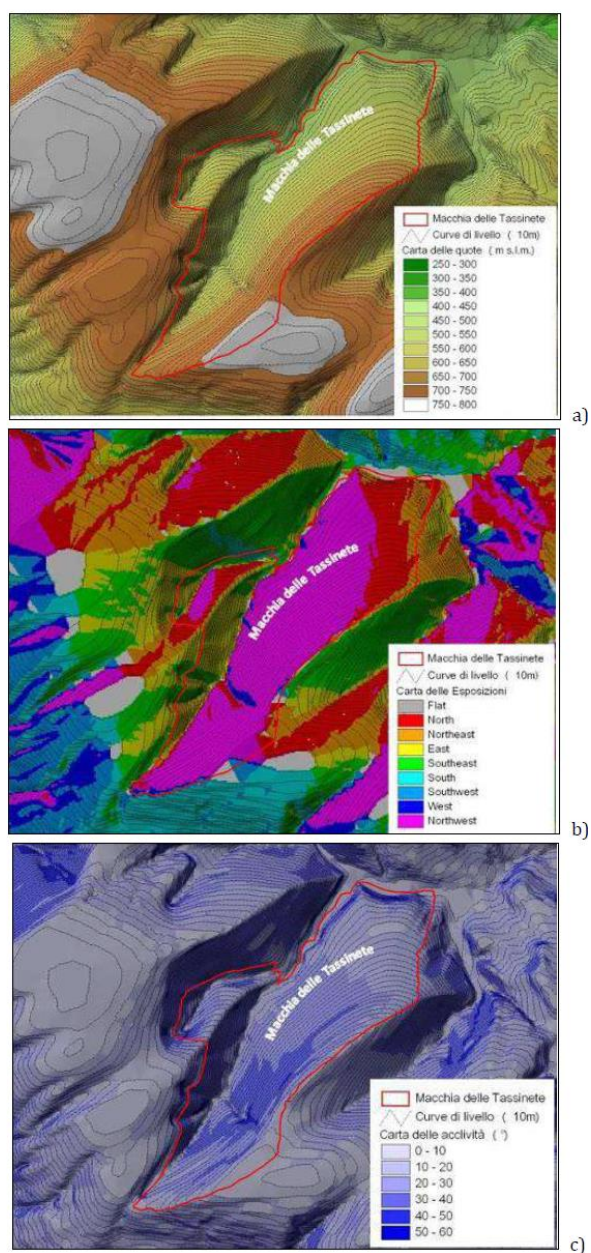 Macchia delle Tassinete
Macchia delle Tassinete
Curve di livello ( 10m)
Carta delle quote ( m s.l.m.)
250 - 300
300 - 350
350 - 400
400 - 450
450 - 500
500 - 550
550 - 600
600 - 650
650 - 700
700 - 750
750 - 800
a)
Macchia delle Tassinete
Macchia delle Tassinete
Curve di livello ( 10m)
Carta delle Esposizioni
Flat
North
Northeast
East
Southeast
South
Southwest
West
Northwest
b)
Macchia delle Tassinete
Macchia delle Tassinete
Curve di livello ( 10m)
Carta delle acclività ( °)
0 - 10
10 - 20
20 - 30
30 - 40
40 - 50
50 - 60
c)